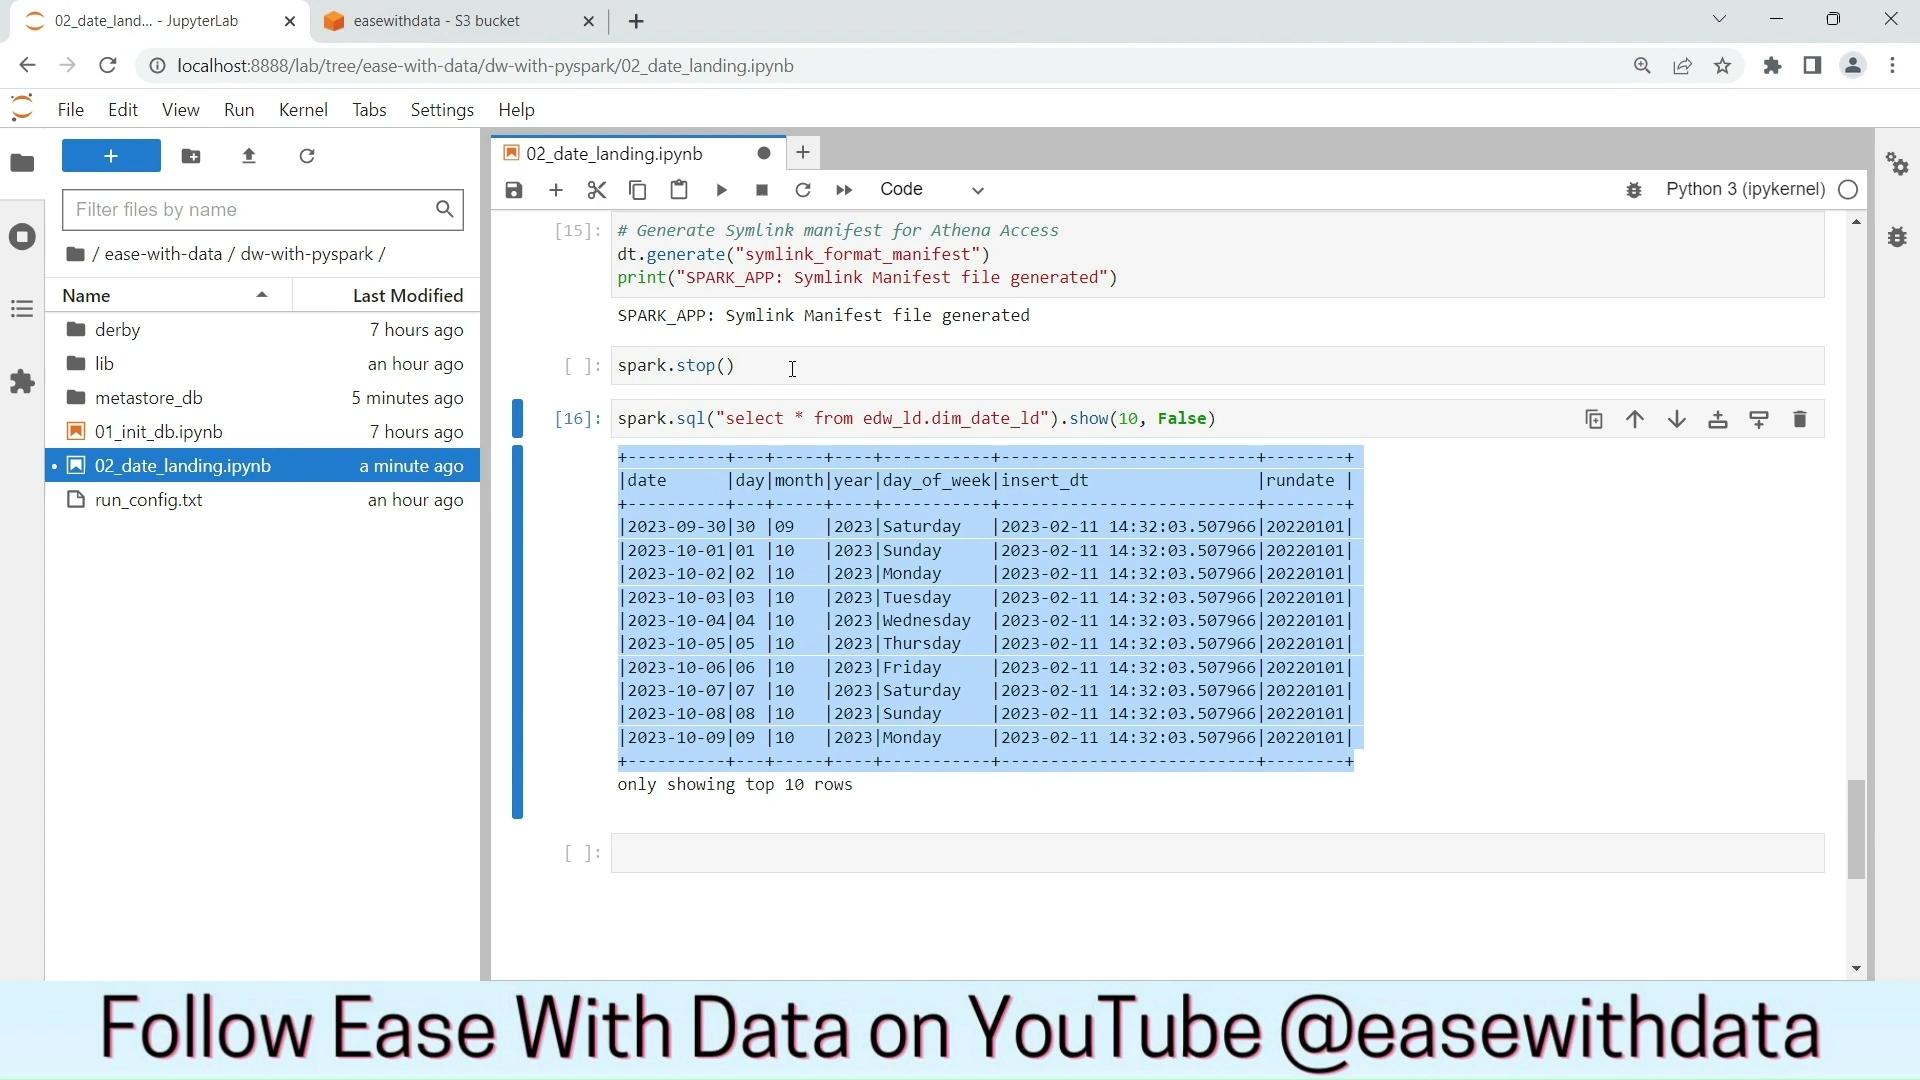 02_date_land... - JupyterLab
easewithdata - S3 bucket
localhost:8888/lab/tree/ease-with-data/dw-with-pyspark/02_date_landing.ipynb
File Edit View Run Kernel Tabs Settings Help
Filter files by name
/ ease-with-data / dw-with-pyspark /
Name Last Modified
derby 7 hours ago
lib an hour ago
metastore_db 5 minutes ago
01_init_db.ipynb 7 hours ago
02_date_landing.ipynb a minute ago
run_config.txt an hour ago
02_date_landing.ipynb
Code Python 3 (ipykernel)
[15]: # Generate Symlink manifest for Athena Access
dt.generate("symlink_format_manifest")
print("SPARK_APP: Symlink Manifest file generated")
SPARK_APP: Symlink Manifest file generated
[ ]: spark.stop()
[16]: spark.sql("select * from edw_ld.dim_date_ld").show(10, False)
+----------+---+-----+----+-----------+--------------------------+--------+
|date      |day|month|year|day_of_week|insert_dt                 |rundate |
+----------+---+-----+----+-----------+--------------------------+--------+
|2023-09-30|30 |09   |2023|Saturday   |2023-02-11 14:32:03.507966|20220101|
|2023-10-01|01 |10   |2023|Sunday     |2023-02-11 14:32:03.507966|20220101|
|2023-10-02|02 |10   |2023|Monday     |2023-02-11 14:32:03.507966|20220101|
|2023-10-03|03 |10   |2023|Tuesday    |2023-02-11 14:32:03.507966|20220101|
|2023-10-04|04 |10   |2023|Wednesday  |2023-02-11 14:32:03.507966|20220101|
|2023-10-05|05 |10   |2023|Thursday   |2023-02-11 14:32:03.507966|20220101|
|2023-10-06|06 |10   |2023|Friday     |2023-02-11 14:32:03.507966|20220101|
|2023-10-07|07 |10   |2023|Saturday   |2023-02-11 14:32:03.507966|20220101|
|2023-10-08|08 |10   |2023|Sunday     |2023-02-11 14:32:03.507966|20220101|
|2023-10-09|09 |10   |2023|Monday     |2023-02-11 14:32:03.507966|20220101|
+----------+---+-----+----+-----------+--------------------------+--------+
only showing top 10 rows
[ ]:
Follow Ease With Data on YouTube @easewithdata